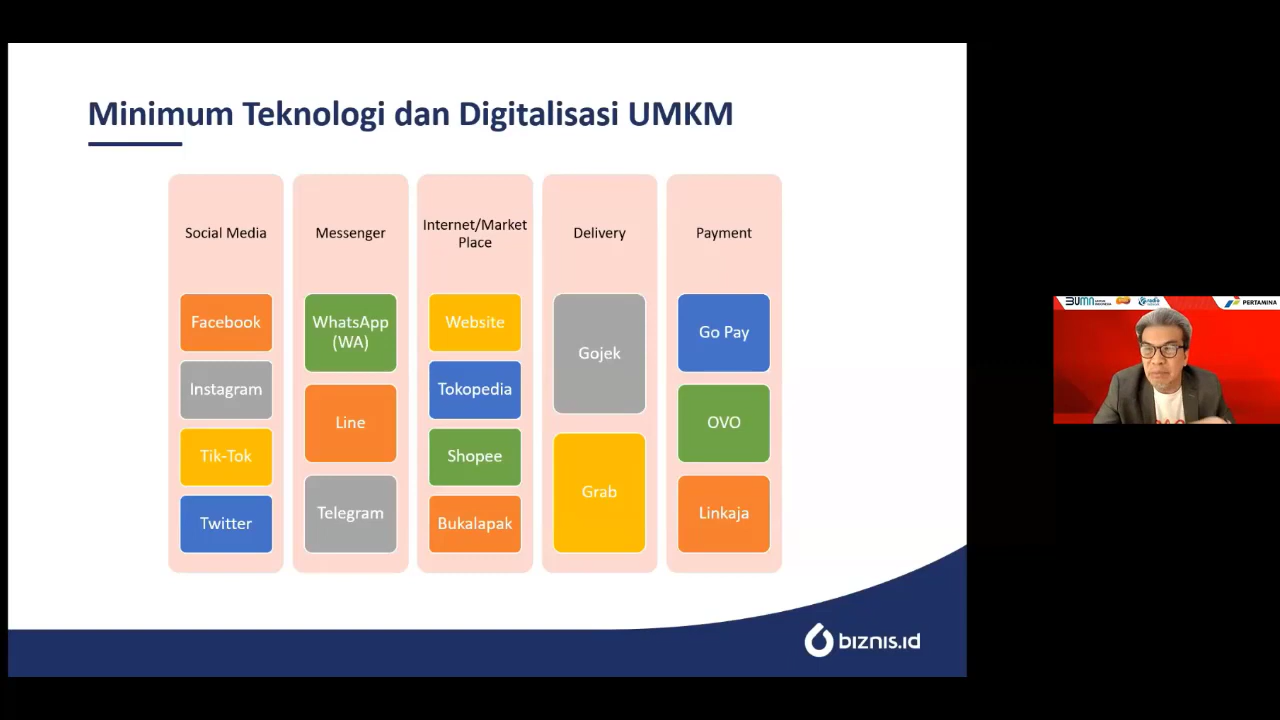 Minimum Teknologi dan Digitalisasi UMKM
Social Media
Facebook
Instagram
Tik-Tok
Twitter
Messenger
WhatsApp
(WA)
Line
Telegram
Internet/Market
Place
Website
Tokopedia
Shopee
Bukalapak
Delivery
Gojek
Grab
Payment
Go Pay
OVO
Linkaja
biznis.id
BUMN
PERTAMINA